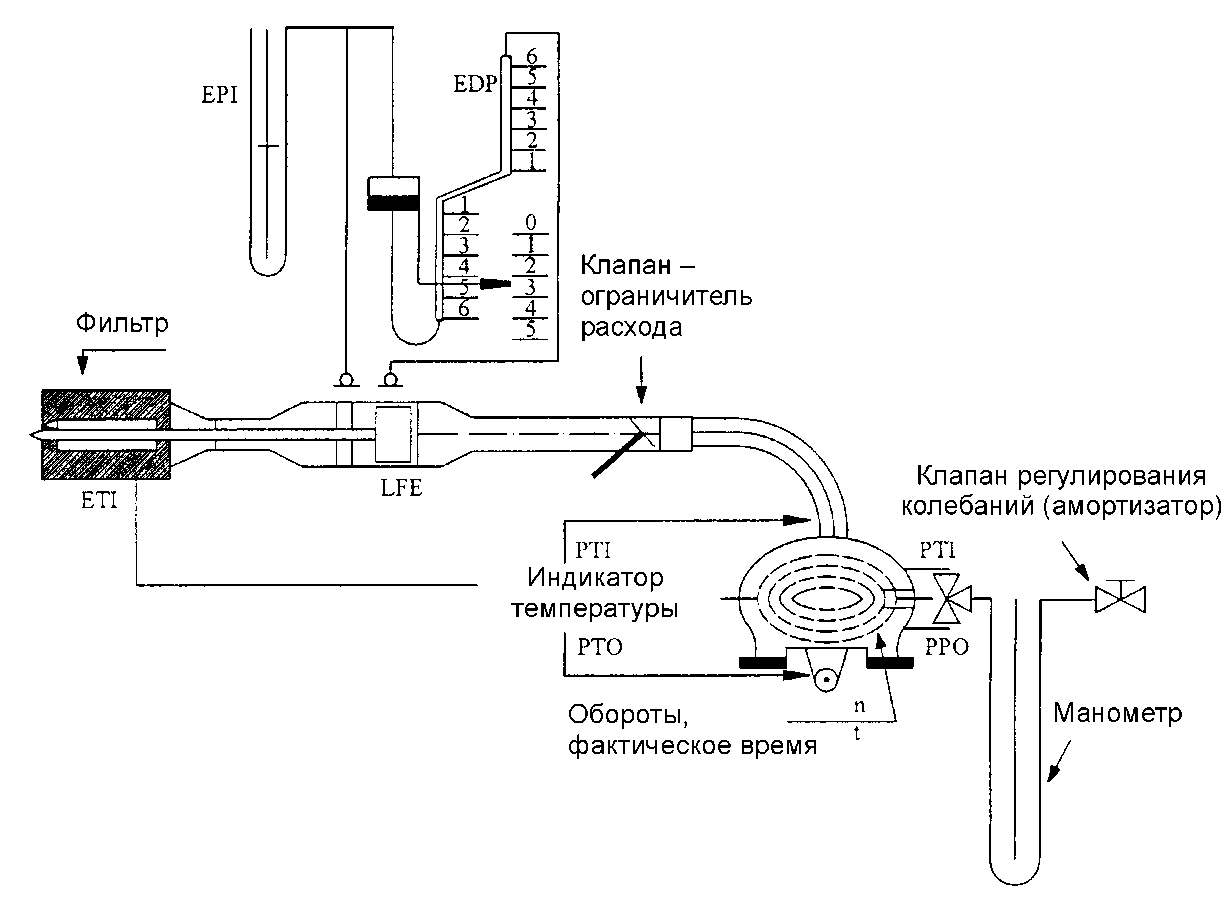 EPI
EDP
6
5
4
3
2
1
1
2
3
4
5
6
0
1
2
3
4
5
Клапан –
ограничитель
расхода
Фильтр
ETI
LFE
Клапан регулирования
колебаний (амортизатор)
PTI
Индикатор
температуры
PTO
PTI
PPO
Обороты,
фактическое время
n
t
Манометр